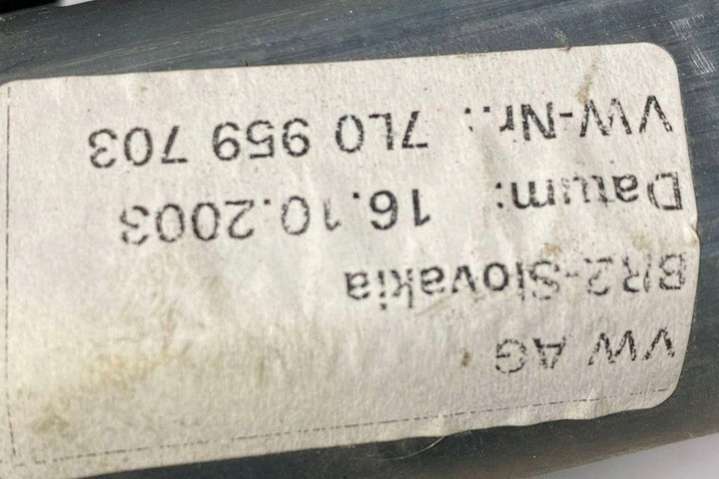 VW AG
BR2-Slovakia
Datum: 16.10.2003
VW-Nr.: 7L0 959 703